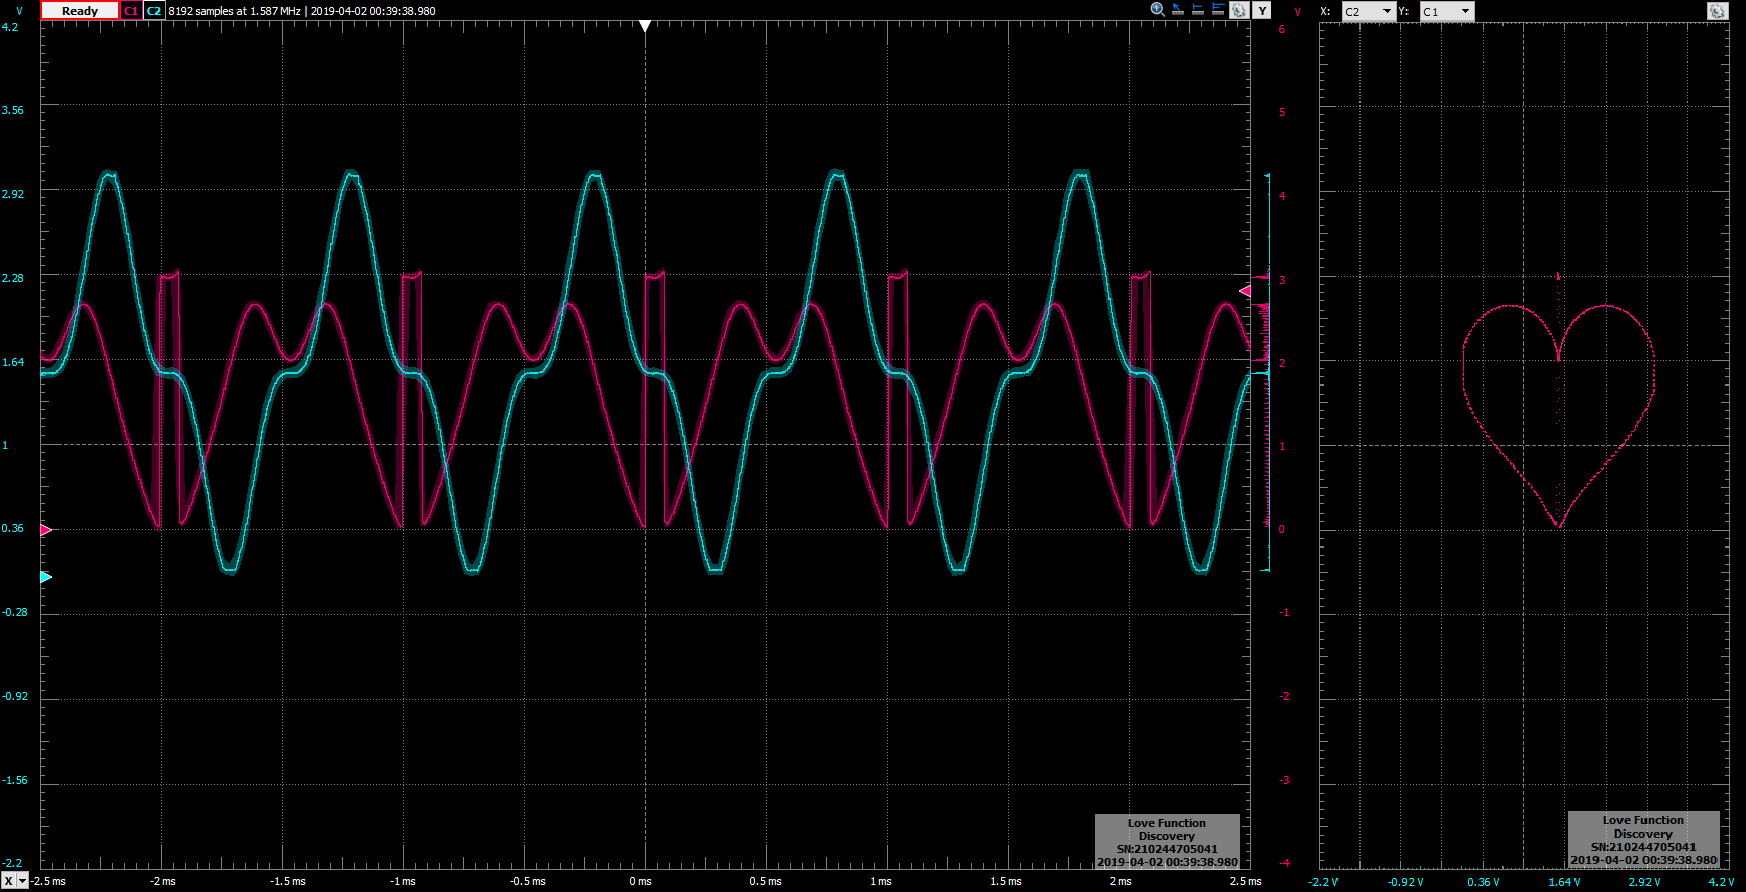 V Ready C1 C2 8192 samples at 1.587 MHz | 2019-04-02 00:39:38.980 Y V X: C2 Y: C1
4.2
6
3.56
5
2.92
4
2.28
3
1.64
2
1
1
0.36
0
-0.28
-1
-0.92
-2
-1.56
-3
-2.2
-4
Love Function
Discovery
SN:210244705041
2019-04-02 00:39:38.980
Love Function
Discovery
SN:210244705041
2019-04-02 00:39:38.980
X -2.5 ms -2 ms -1.5 ms -1 ms -0.5 ms 0 ms 0.5 ms 1 ms 1.5 ms 2 ms 2.5 ms
-2.2 V -0.92 V 0.36 V 1.64 V 2.92 V 4.2 V